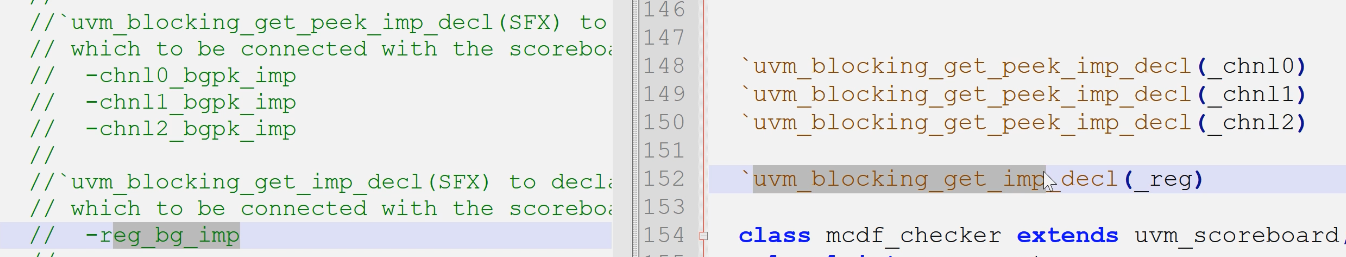 //
//`uvm_blocking_get_peek_imp_decl(SFX) to
// which to be connected with the scoreboa
//  -chnl0_bgpk_imp
//  -chnl1_bgpk_imp
//  -chnl2_bgpk_imp
//
//`uvm_blocking_get_imp_decl(SFX) to decla
// which to be connected with the scoreboa
//  -reg_bg_imp
//
146
147
148 `uvm_blocking_get_peek_imp_decl(_chnl0)
149 `uvm_blocking_get_peek_imp_decl(_chnl1)
150 `uvm_blocking_get_peek_imp_decl(_chnl2)
151
152 `uvm_blocking_get_imp_decl(_reg)
153
154 class mcdf_checker extends uvm_scoreboard